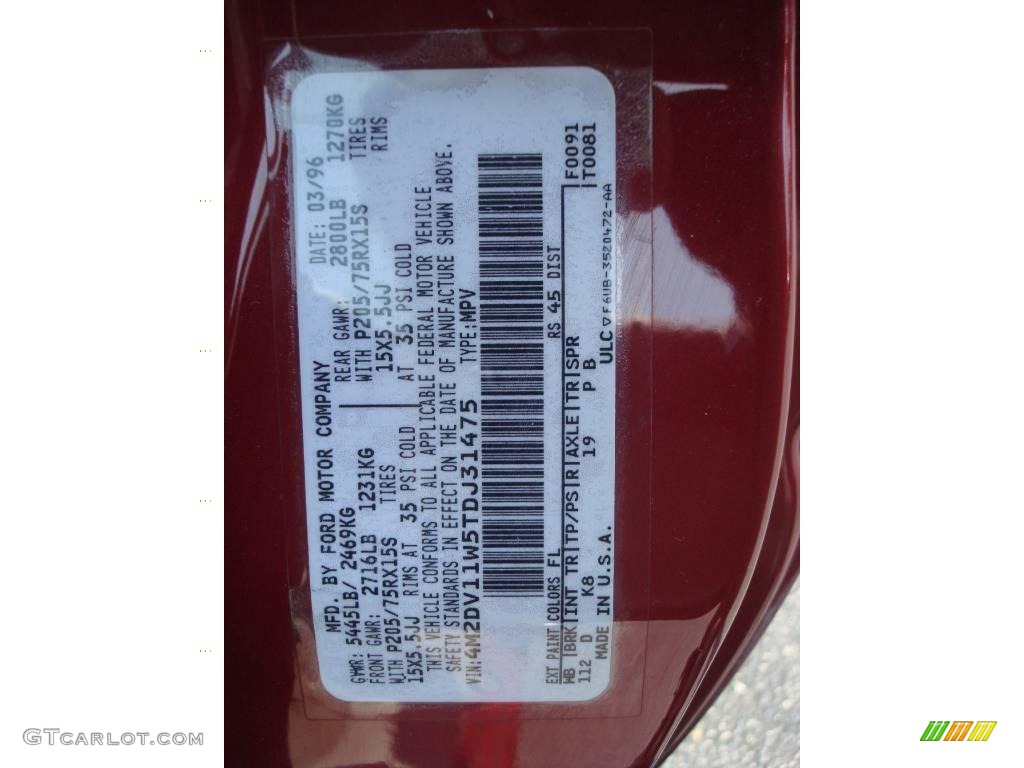 MFD. BY FORD MOTOR COMPANY
DATE: 03/96
GVWR: 5445LB/ 2469KG
FRONT GAWR: 2716LB 1231KG
REAR GAWR: 2800LB 1270KG
WITH P205/75RX15S TIRES
WITH P205/75RX15S TIRES
15X5.5JJ RIMS AT 35 PSI COLD
15X5.5JJ RIMS
AT 35 PSI COLD
THIS VEHICLE CONFORMS TO ALL APPLICABLE FEDERAL MOTOR VEHICLE
SAFETY STANDARDS IN EFFECT ON THE DATE OF MANUFACTURE SHOWN ABOVE.
VIN: 4M2DV11W5TDJ31475 TYPE: MPV
EXT PAINT COLORS FL RS 45 DIST
WB BRK INT TR TP/PS R AXLE TR SPR F0091
112 D K8 19 P B T0081
MADE IN U.S.A. ULC F6UB-3520472-AA
GTCARLOT.COM